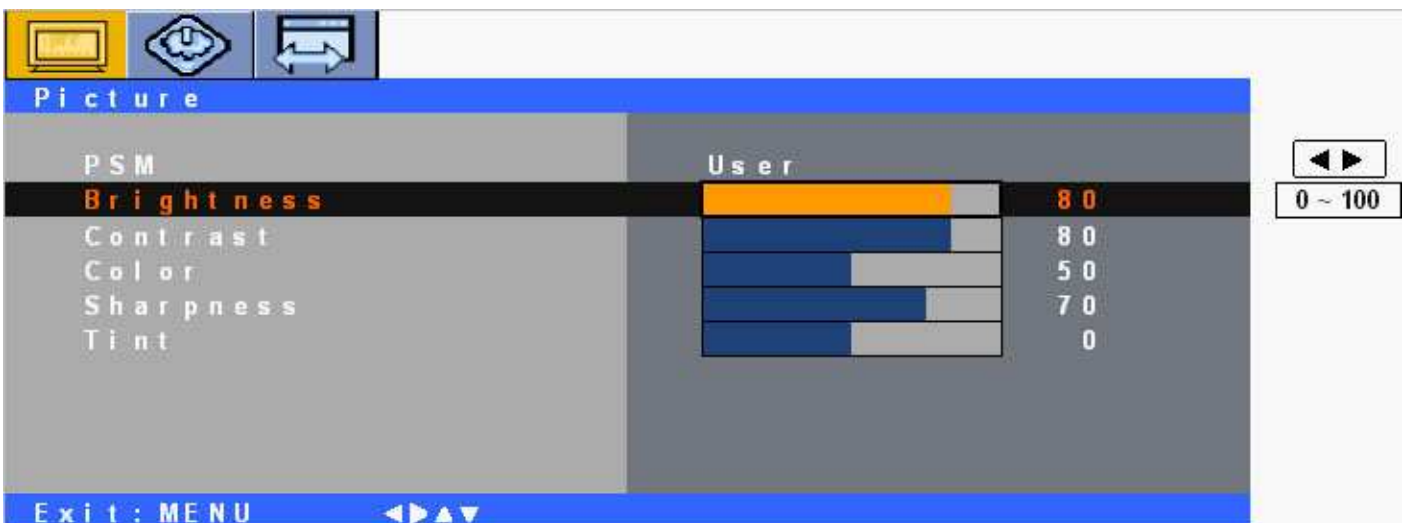 Picture
PSM User
Brightness 80 0 ~ 100
Contrast 80
Color 50
Sharpness 70
Tint 0
Exit: MENU ◀▶▲▼